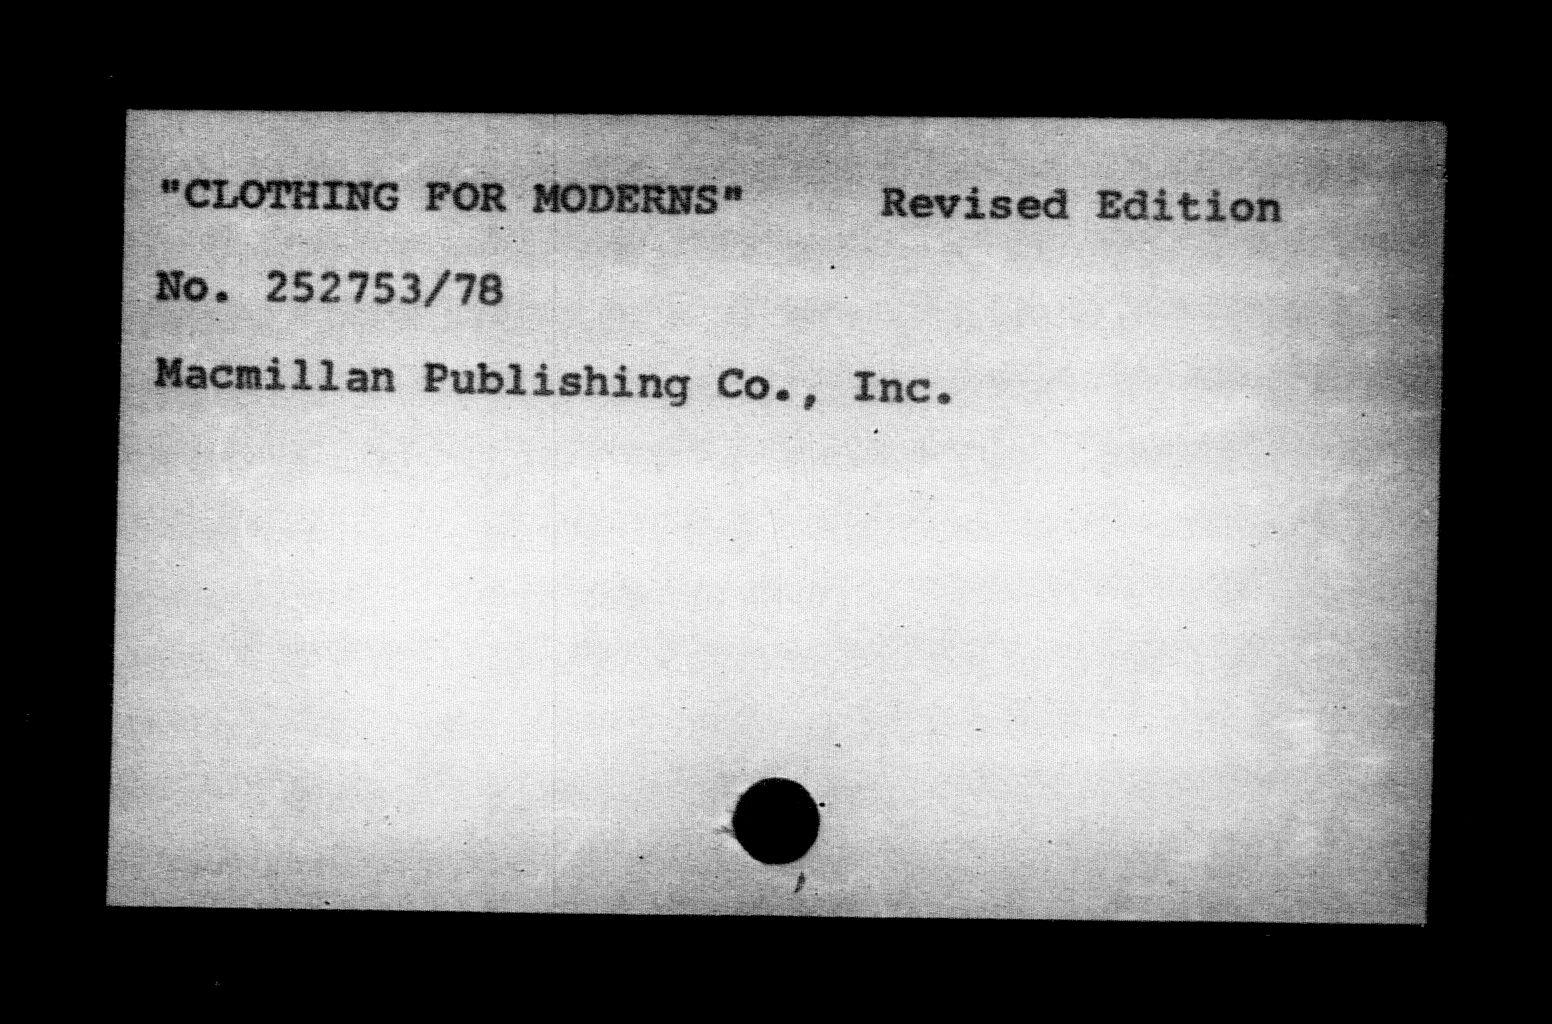 "CLOTHING FOR MODERNS" Revised Edition
No. 252753/78
Macmillan Publishing Co., Inc.